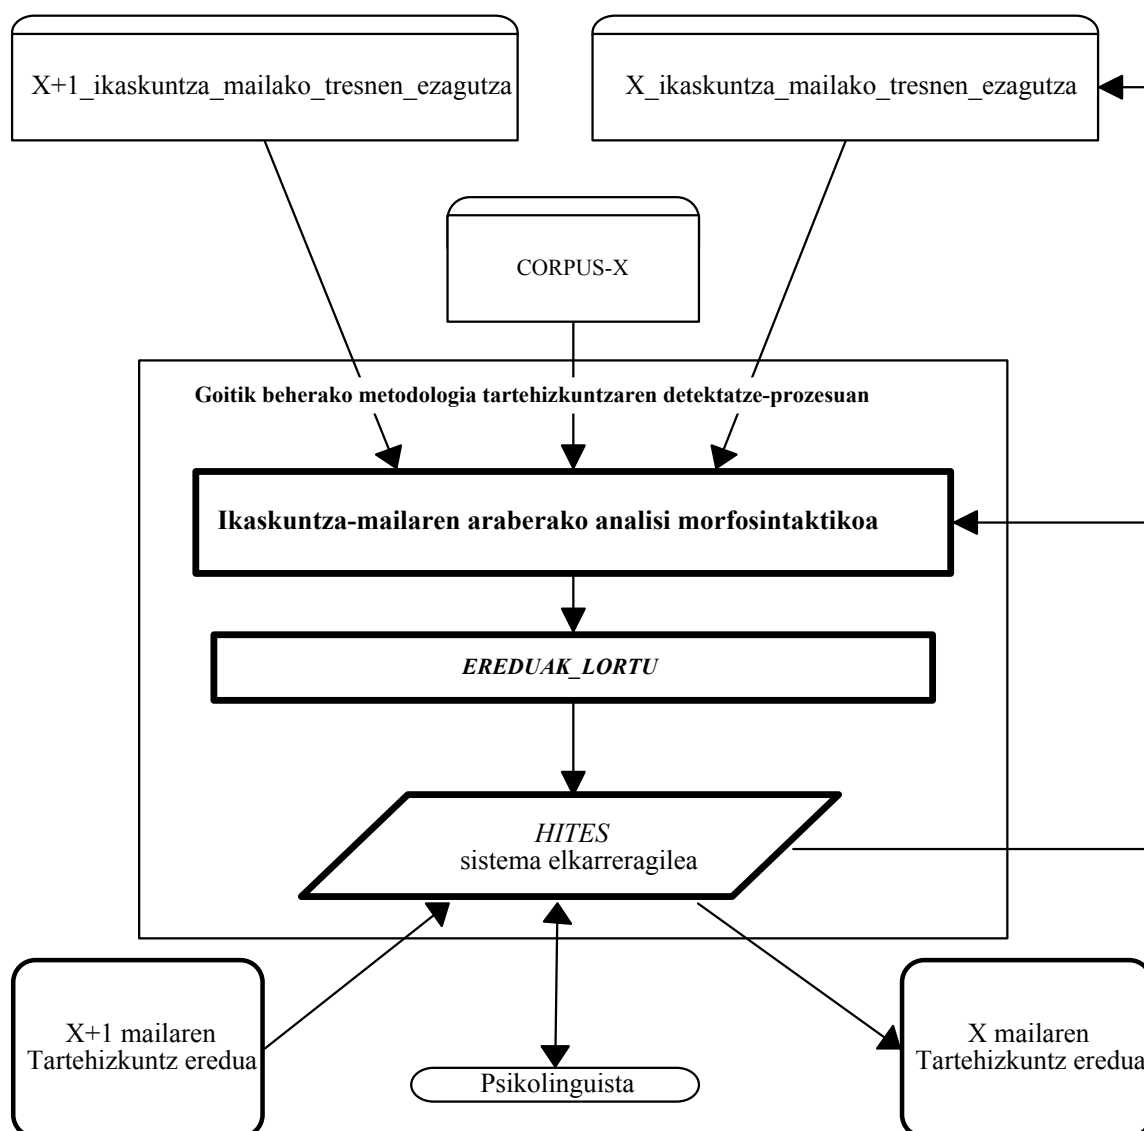 X+1_ikaskuntza_mailako_tresnen_ezagutza
X_ikaskuntza_mailako_tresnen_ezagutza
CORPUS-X
Goitik beherako metodologia tartehizkuntzaren detektatze-prozesuan
Ikaskuntza-mailaren araberako analisi morfosintaktikoa
EREDUAK_LORTU
HITES
sistema elkarreragilea
X+1 mailaren
Tartehizkuntz eredua
X mailaren
Tartehizkuntz eredua
Psikolinguista